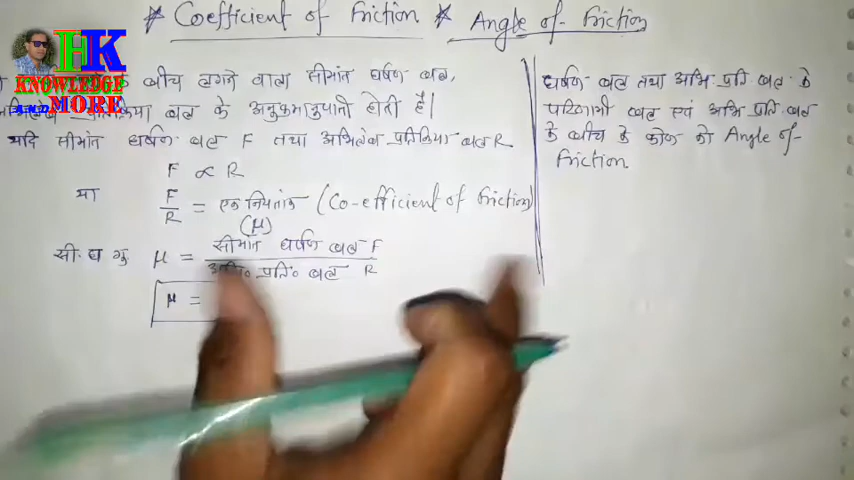 * Coefficient of friction * Angle of friction
HK
KNOWLEDGE
AND MORE
बीच लगने वाला सीमांत घर्षण बल,
प्रतिक्रिया बल के अनुक्रमानुपाती होती है।
यदि सीमांत घर्षण बल F तथा अभिलंब प्रतिक्रिया बल R
F ∝ R
या F/R = एक नियतांक (Co-efficient of friction)
(μ)
सी. घ गु μ = सीमांत घर्षण बल F / प्रति० बल R
μ =
घर्षण बल तथा अभि प्रति बल के
परिणामी बल एवं अभि प्रति बल
के बीच के कोण को Angle of
friction